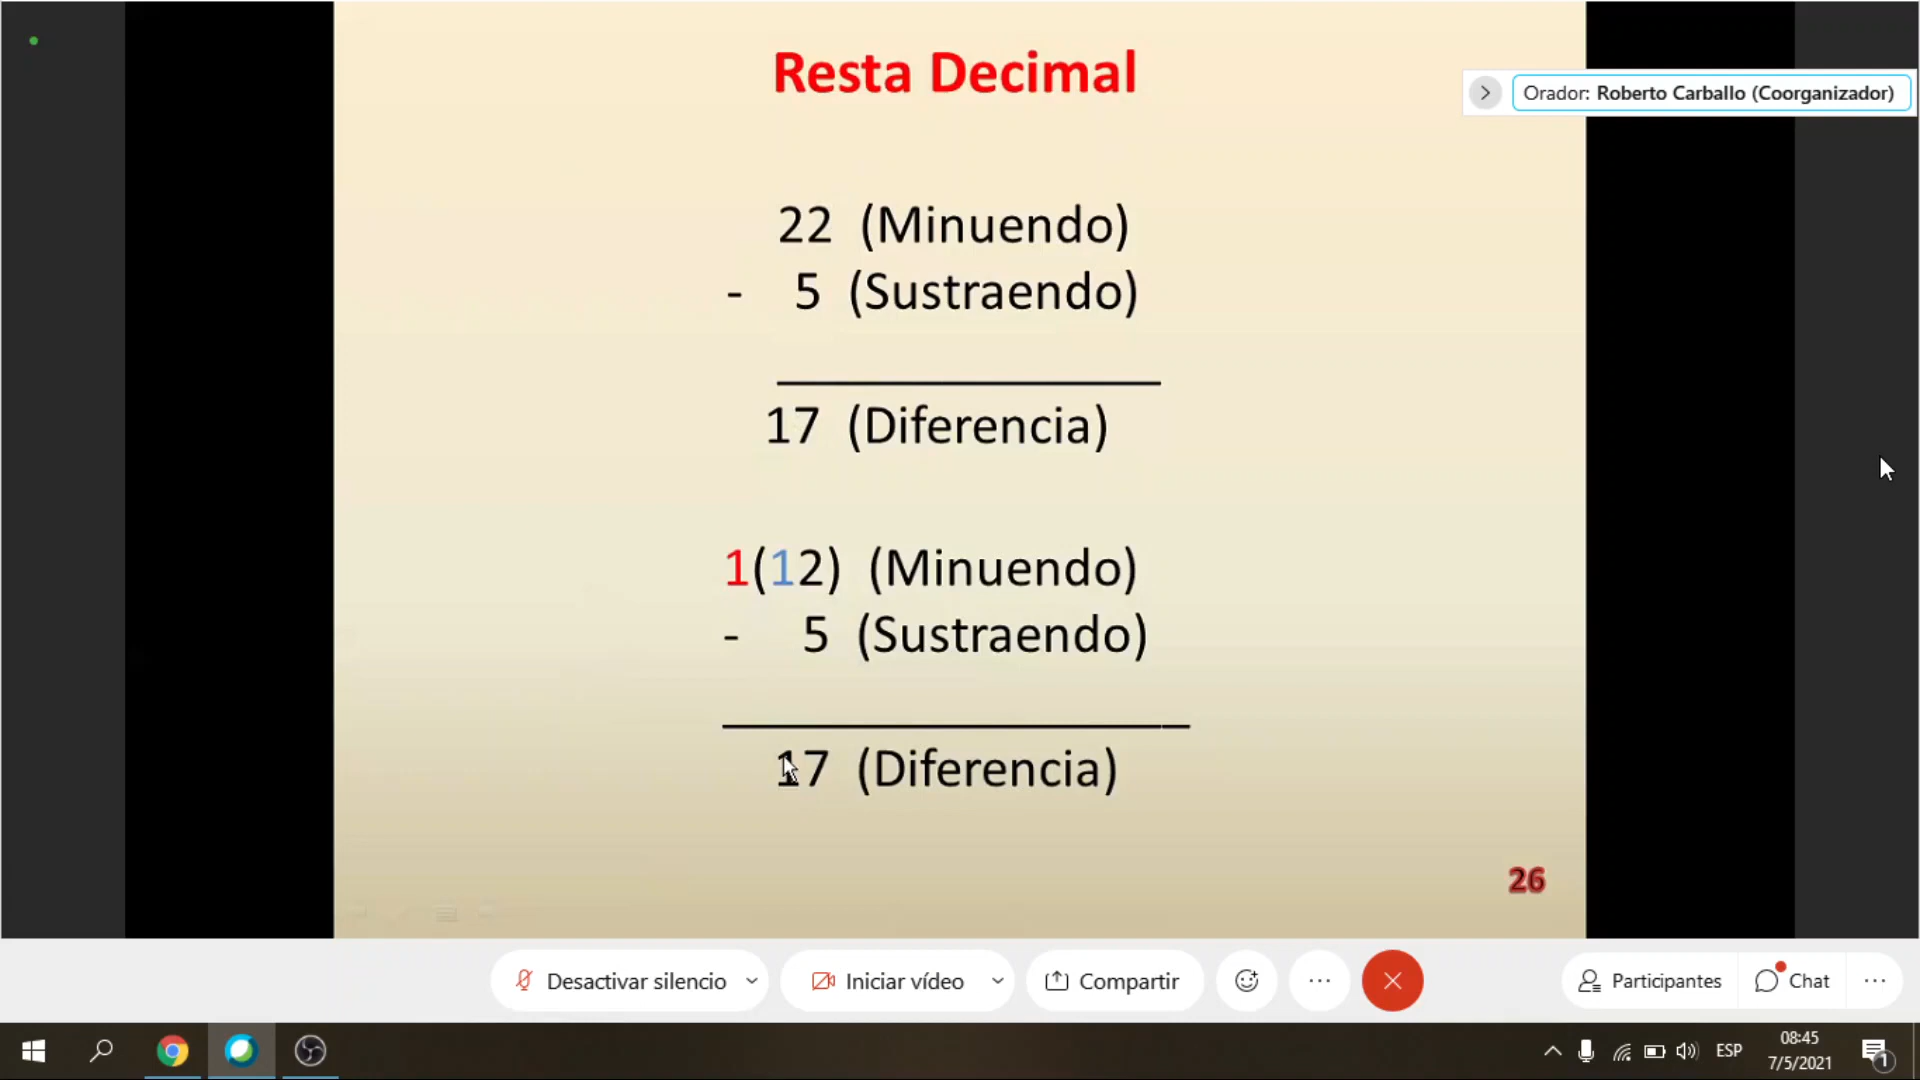 Resta Decimal
Orador: Roberto Carballo (Coorganizador)
22 (Minuendo)
- 5 (Sustraendo)
17 (Diferencia)
1(12) (Minuendo)
- 5 (Sustraendo)
17 (Diferencia)
26
Desactivar silencio
Iniciar vídeo
Compartir
Participantes
Chat
ESP
08:45
7/5/2021
1